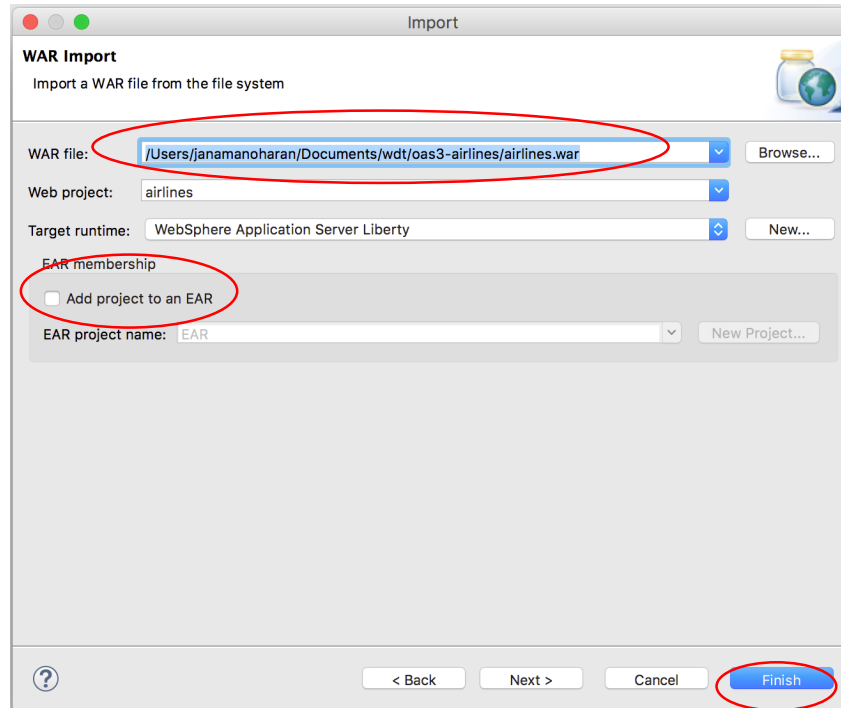 Import
WAR Import
Import a WAR file from the file system
WAR file: /Users/janamanoharan/Documents/wdt/oas3-airlines/airlines.war Browse...
Web project: airlines
Target runtime: WebSphere Application Server Liberty New...
EAR membership
Add project to an EAR
EAR project name: EAR New Project...
? < Back Next > Cancel Finish